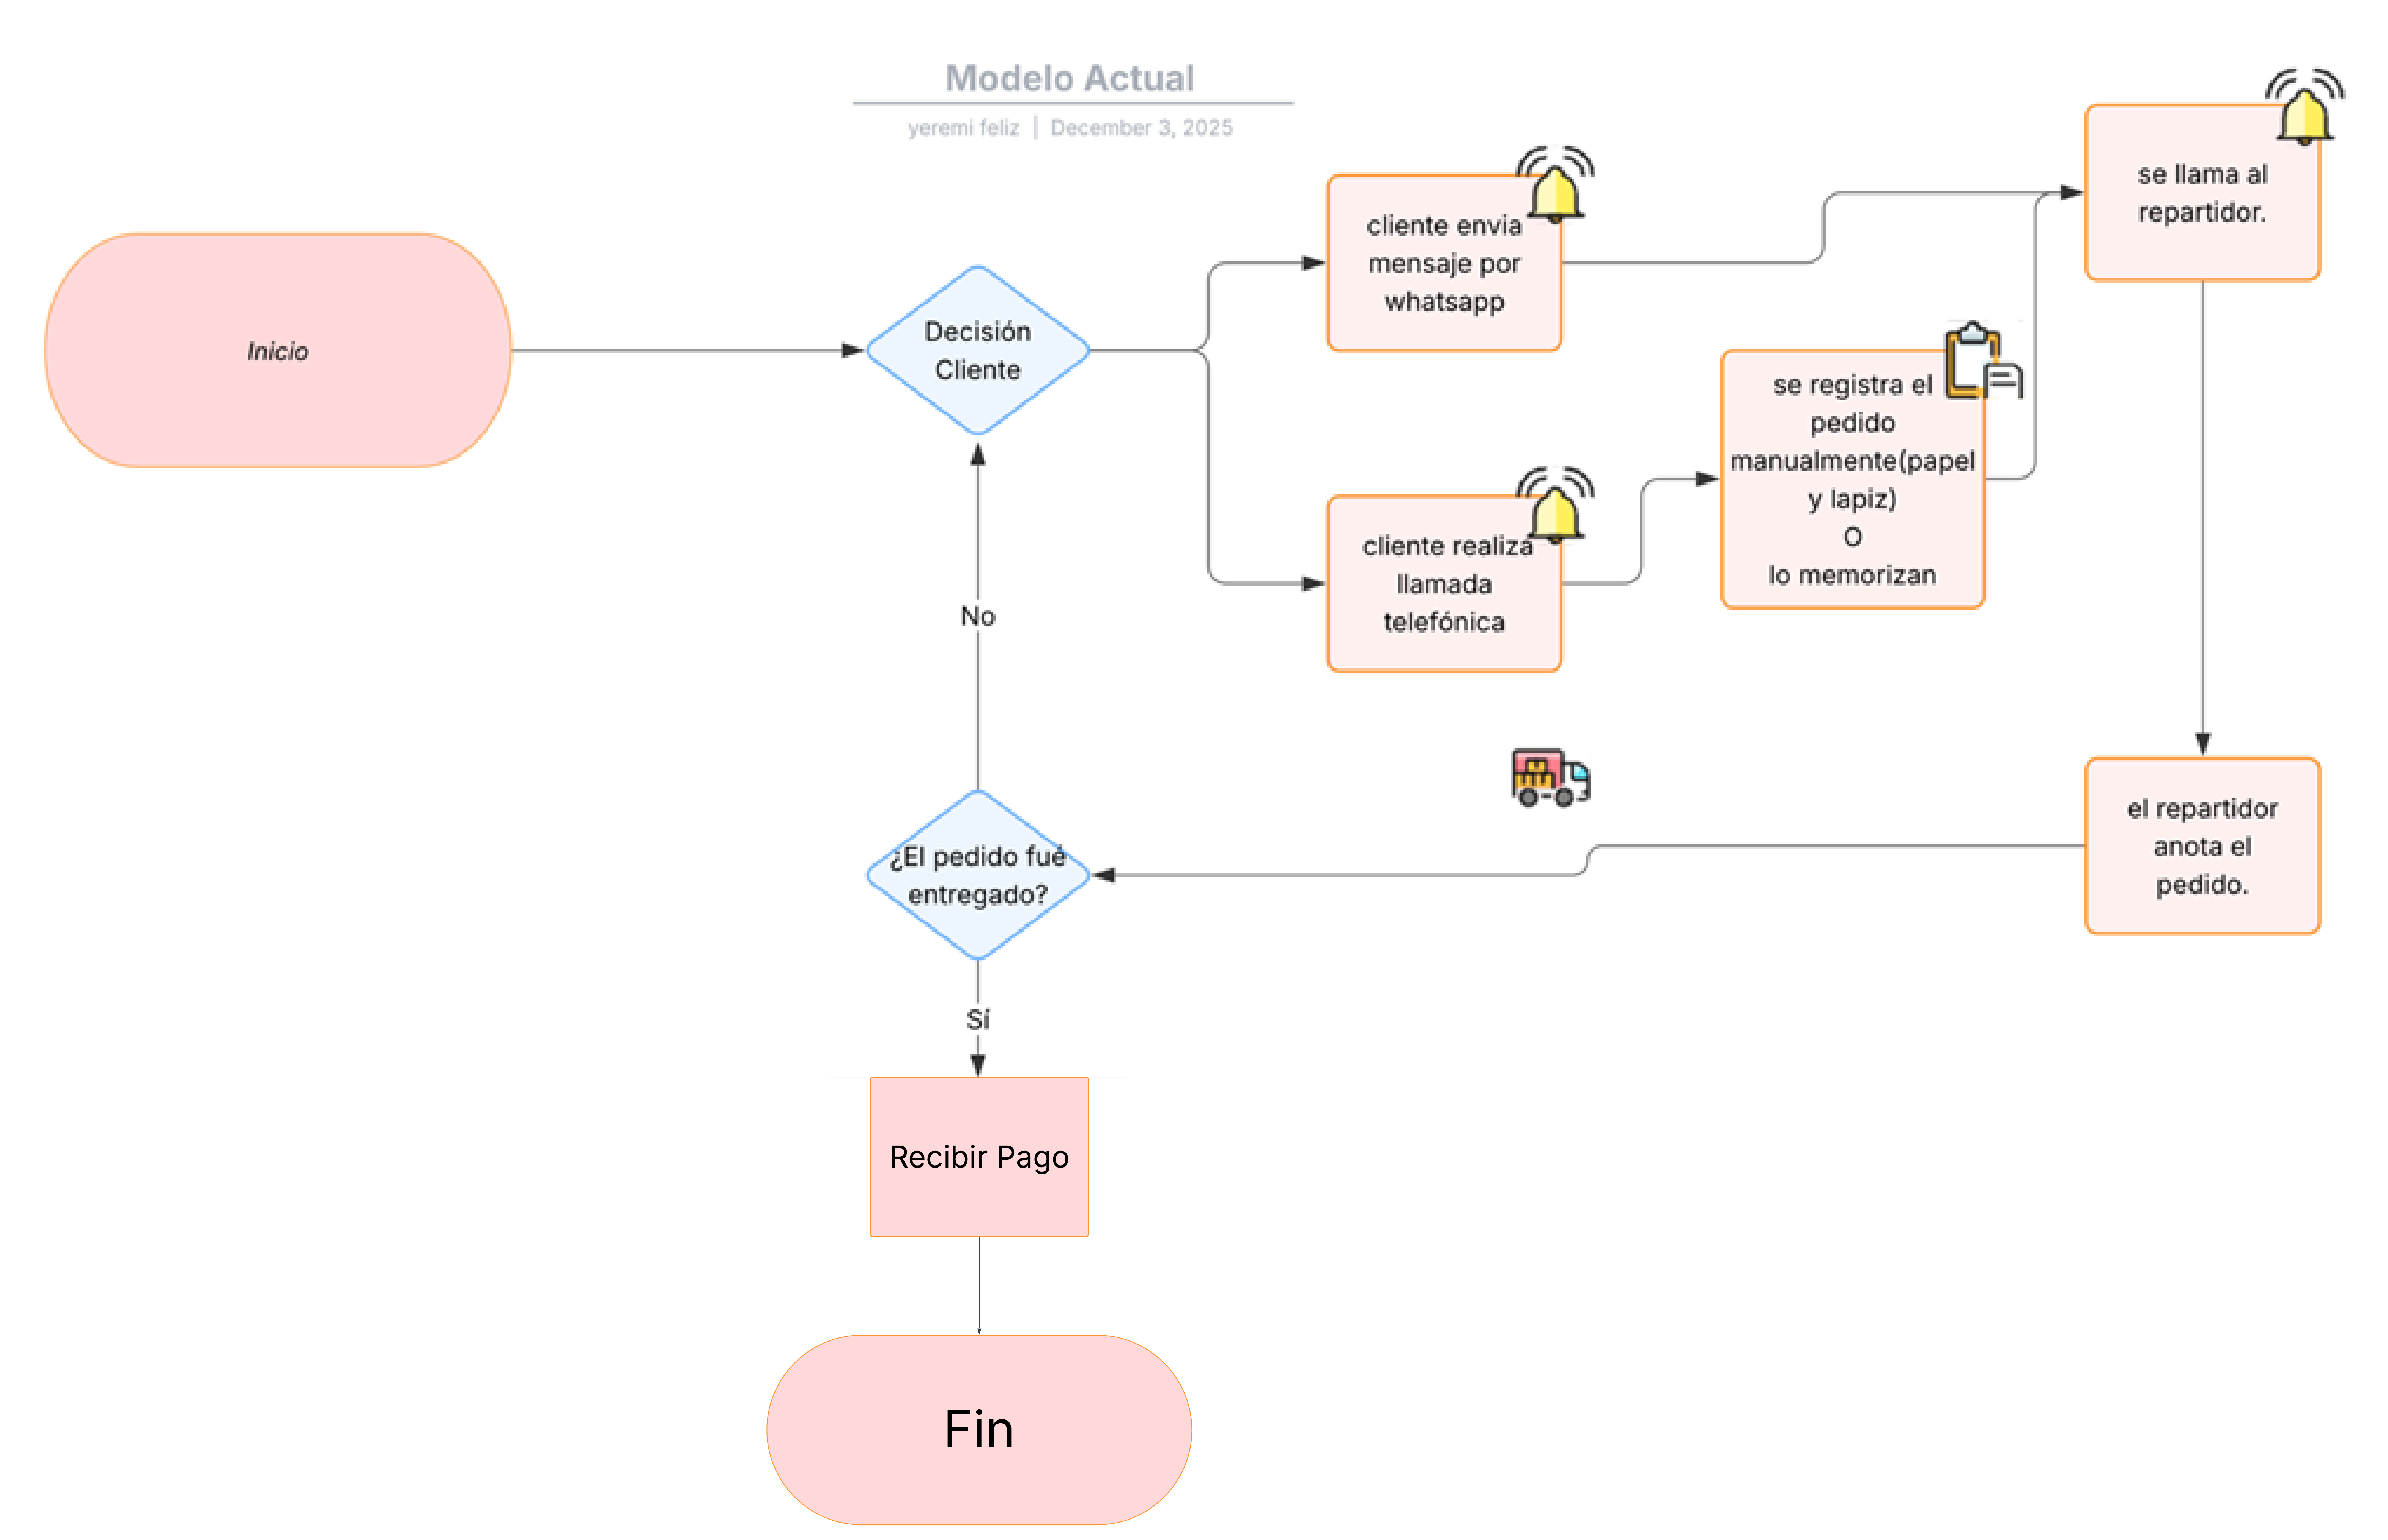 Modelo Actual
yeremi feliz | December 3, 2025
Inicio
Decisión
Cliente
cliente envia
mensaje por
whatsapp
cliente realiza
llamada
telefónica
se registra el
pedido
manualmente(papel
y lapiz)
O
lo memorizan
se llama al
repartidor.
el repartidor
anota el
pedido.
No
¿El pedido fué
entregado?
Sí
Recibir Pago
Fin